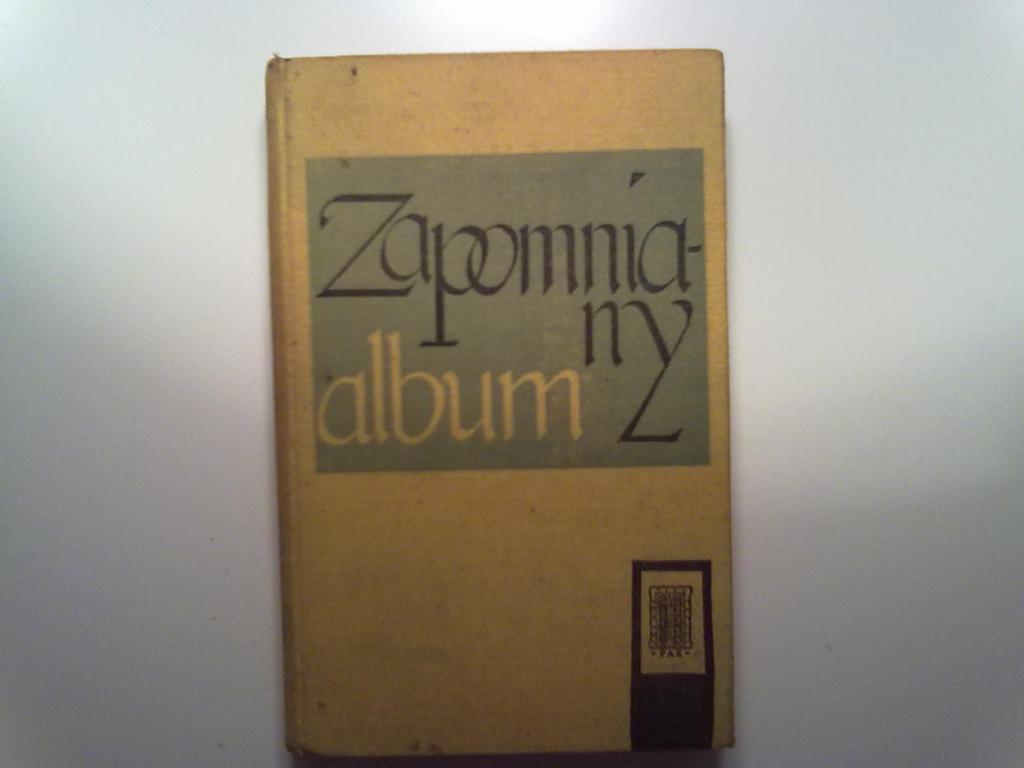 Zapomnia-
ny
album
• PAX •